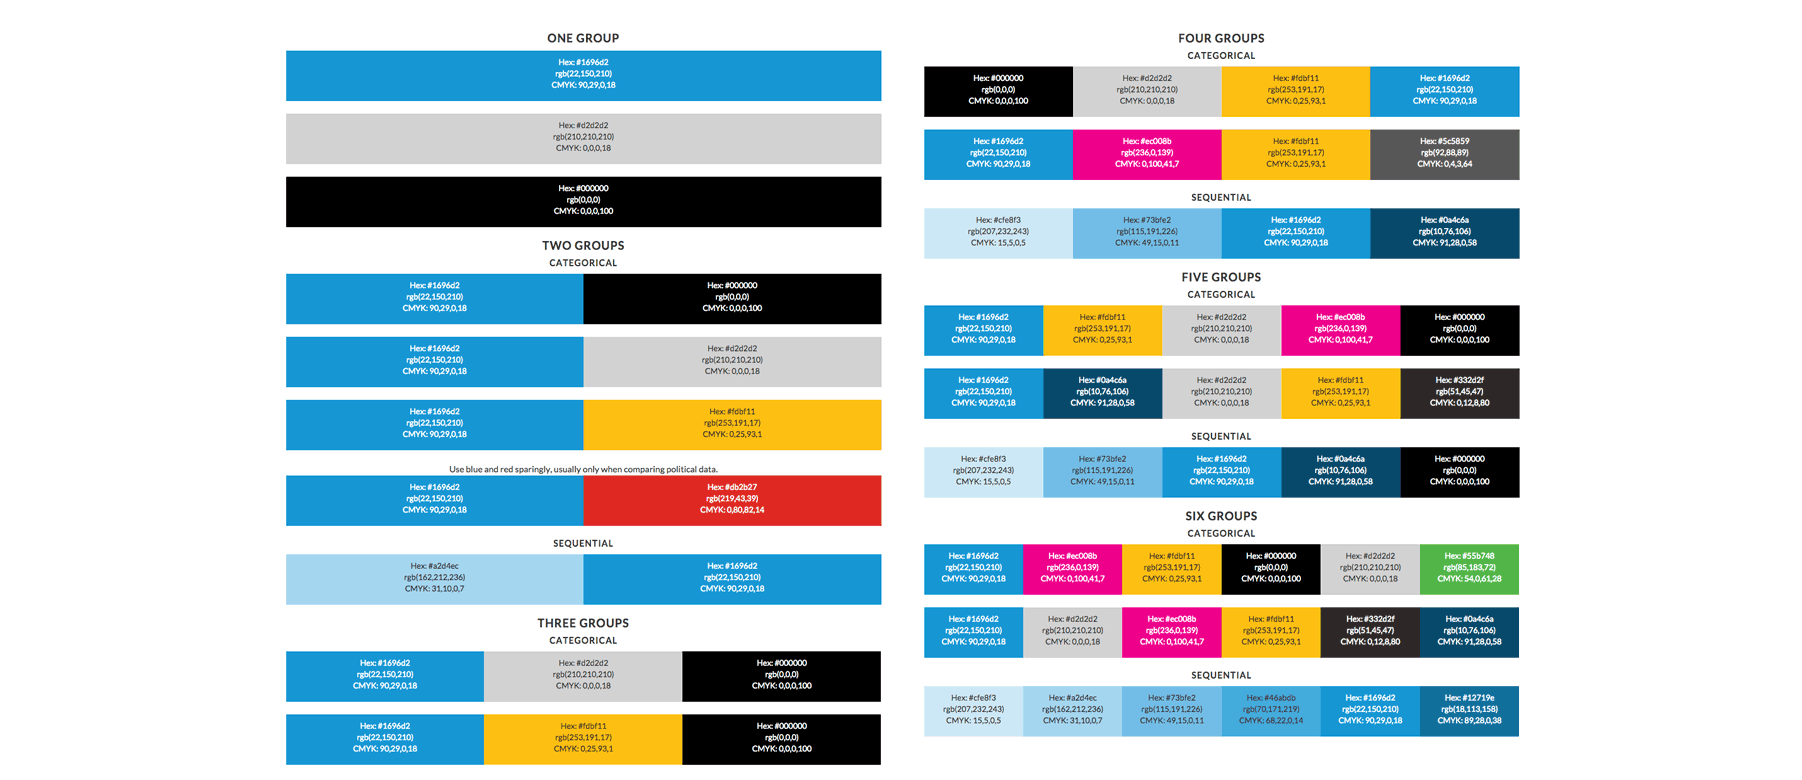 ONE GROUP
Hex: #1696d2
rgb(22,150,210)
CMYK: 90,29,0,18
Hex: #d2d2d2
rgb(210,210,210)
CMYK: 0,0,0,18
Hex: #000000
rgb(0,0,0)
CMYK: 0,0,0,100
TWO GROUPS
CATEGORICAL
Hex: #1696d2 Hex: #000000
rgb(22,150,210) rgb(0,0,0)
CMYK: 90,29,0,18 CMYK: 0,0,0,100
Hex: #1696d2 Hex: #d2d2d2
rgb(22,150,210) rgb(210,210,210)
CMYK: 90,29,0,18 CMYK: 0,0,0,18
Hex: #1696d2 Hex: #fdbf11
rgb(22,150,210) rgb(253,191,17)
CMYK: 90,29,0,18 CMYK: 0,25,93,1
Use blue and red sparingly, usually only when comparing political data.
Hex: #1696d2 Hex: #db2b27
rgb(22,150,210) rgb(219,43,39)
CMYK: 90,29,0,18 CMYK: 0,80,82,14
SEQUENTIAL
Hex: #a2d4ec Hex: #1696d2
rgb(162,212,236) rgb(22,150,210)
CMYK: 31,10,0,7 CMYK: 90,29,0,18
THREE GROUPS
CATEGORICAL
Hex: #1696d2 Hex: #d2d2d2 Hex: #000000
rgb(22,150,210) rgb(210,210,210) rgb(0,0,0)
CMYK: 90,29,0,18 CMYK: 0,0,0,18 CMYK: 0,0,0,100
Hex: #1696d2 Hex: #fdbf11 Hex: #000000
rgb(22,150,210) rgb(253,191,17) rgb(0,0,0)
CMYK: 90,29,0,18 CMYK: 0,25,93,1 CMYK: 0,0,0,100
FOUR GROUPS
CATEGORICAL
Hex: #000000 Hex: #d2d2d2 Hex: #fdbf11 Hex: #1696d2
rgb(0,0,0) rgb(210,210,210) rgb(253,191,17) rgb(22,150,210)
CMYK: 0,0,0,100 CMYK: 0,0,0,18 CMYK: 0,25,93,1 CMYK: 90,29,0,18
Hex: #1696d2 Hex: #ec008b Hex: #fdbf11 Hex: #5c5859
rgb(22,150,210) rgb(236,0,139) rgb(253,191,17) rgb(92,88,89)
CMYK: 90,29,0,18 CMYK: 0,100,41,7 CMYK: 0,25,93,1 CMYK: 0,4,3,64
SEQUENTIAL
Hex: #cfe8f3 Hex: #73bfe2 Hex: #1696d2 Hex: #0a4c6a
rgb(207,232,243) rgb(115,191,226) rgb(22,150,210) rgb(10,76,106)
CMYK: 15,5,0,5 CMYK: 49,15,0,11 CMYK: 90,29,0,18 CMYK: 91,28,0,58
FIVE GROUPS
CATEGORICAL
Hex: #1696d2 Hex: #fdbf11 Hex: #d2d2d2 Hex: #ec008b Hex: #000000
rgb(22,150,210) rgb(253,191,17) rgb(210,210,210) rgb(236,0,139) rgb(0,0,0)
CMYK: 90,29,0,18 CMYK: 0,25,93,1 CMYK: 0,0,0,18 CMYK: 0,100,41,7 CMYK: 0,0,0,100
Hex: #1696d2 Hex: #0a4c6a Hex: #d2d2d2 Hex: #fdbf11 Hex: #332d2f
rgb(22,150,210) rgb(10,76,106) rgb(210,210,210) rgb(253,191,17) rgb(51,45,47)
CMYK: 90,29,0,18 CMYK: 91,28,0,58 CMYK: 0,0,0,18 CMYK: 0,25,93,1 CMYK: 0,12,8,80
SEQUENTIAL
Hex: #cfe8f3 Hex: #73bfe2 Hex: #1696d2 Hex: #0a4c6a Hex: #000000
rgb(207,232,243) rgb(115,191,226) rgb(22,150,210) rgb(10,76,106) rgb(0,0,0)
CMYK: 15,5,0,5 CMYK: 49,15,0,11 CMYK: 90,29,0,18 CMYK: 91,28,0,58 CMYK: 0,0,0,100
SIX GROUPS
CATEGORICAL
Hex: #1696d2 Hex: #ec008b Hex: #fdbf11 Hex: #000000 Hex: #d2d2d2 Hex: #55b748
rgb(22,150,210) rgb(236,0,139) rgb(253,191,17) rgb(0,0,0) rgb(210,210,210) rgb(85,183,72)
CMYK: 90,29,0,18 CMYK: 0,100,41,7 CMYK: 0,25,93,1 CMYK: 0,0,0,100 CMYK: 0,0,0,18 CMYK: 54,0,61,28
Hex: #1696d2 Hex: #d2d2d2 Hex: #ec008b Hex: #fdbf11 Hex: #332d2f Hex: #0a4c6a
rgb(22,150,210) rgb(210,210,210) rgb(236,0,139) rgb(253,191,17) rgb(51,45,47) rgb(10,76,106)
CMYK: 90,29,0,18 CMYK: 0,0,0,18 CMYK: 0,100,41,7 CMYK: 0,25,93,1 CMYK: 0,12,8,80 CMYK: 91,28,0,58
SEQUENTIAL
Hex: #cfe8f3 Hex: #a2d4ec Hex: #73bfe2 Hex: #46abdb Hex: #1696d2 Hex: #12719e
rgb(207,232,243) rgb(162,212,236) rgb(115,191,226) rgb(70,171,219) rgb(22,150,210) rgb(18,113,158)
CMYK: 15,5,0,5 CMYK: 31,10,0,7 CMYK: 49,15,0,11 CMYK: 68,22,0,14 CMYK: 90,29,0,18 CMYK: 89,28,0,38